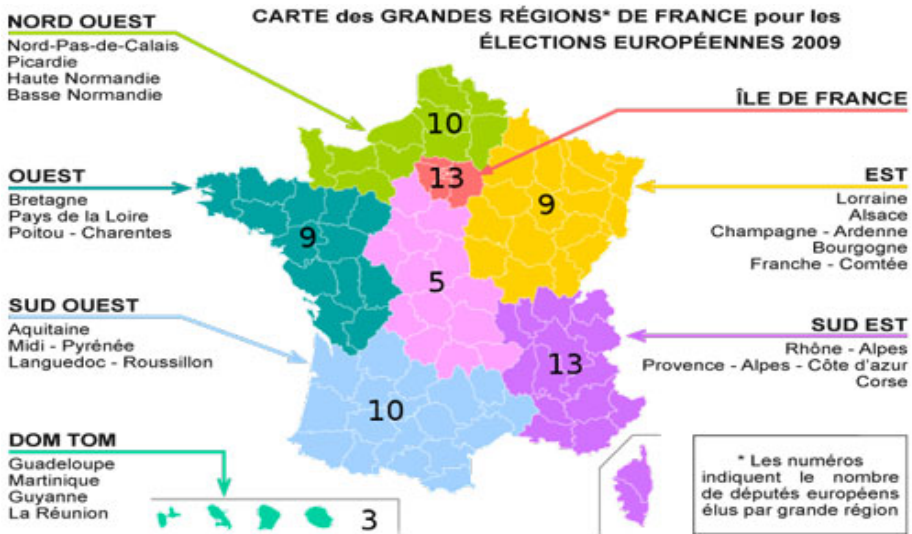 CARTE des GRANDES RÉGIONS* DE FRANCE pour les
ÉLECTIONS EUROPÉENNES 2009
NORD OUEST
Nord-Pas-de-Calais
Picardie
Haute Normandie
Basse Normandie
10
ÎLE DE FRANCE
13
OUEST
Bretagne
Pays de la Loire
Poitou - Charentes
9
EST
Lorraine
Alsace
Champagne - Ardenne
Bourgogne
Franche - Comtée
9
5
SUD OUEST
Aquitaine
Midi - Pyrénée
Languedoc - Roussillon
10
SUD EST
Rhône - Alpes
Provence - Alpes - Côte d'azur
Corse
13
DOM TOM
Guadeloupe
Martinique
Guyanne
La Réunion
3
* Les numéros
indiquent le nombre
de députés européens
élus par grande région